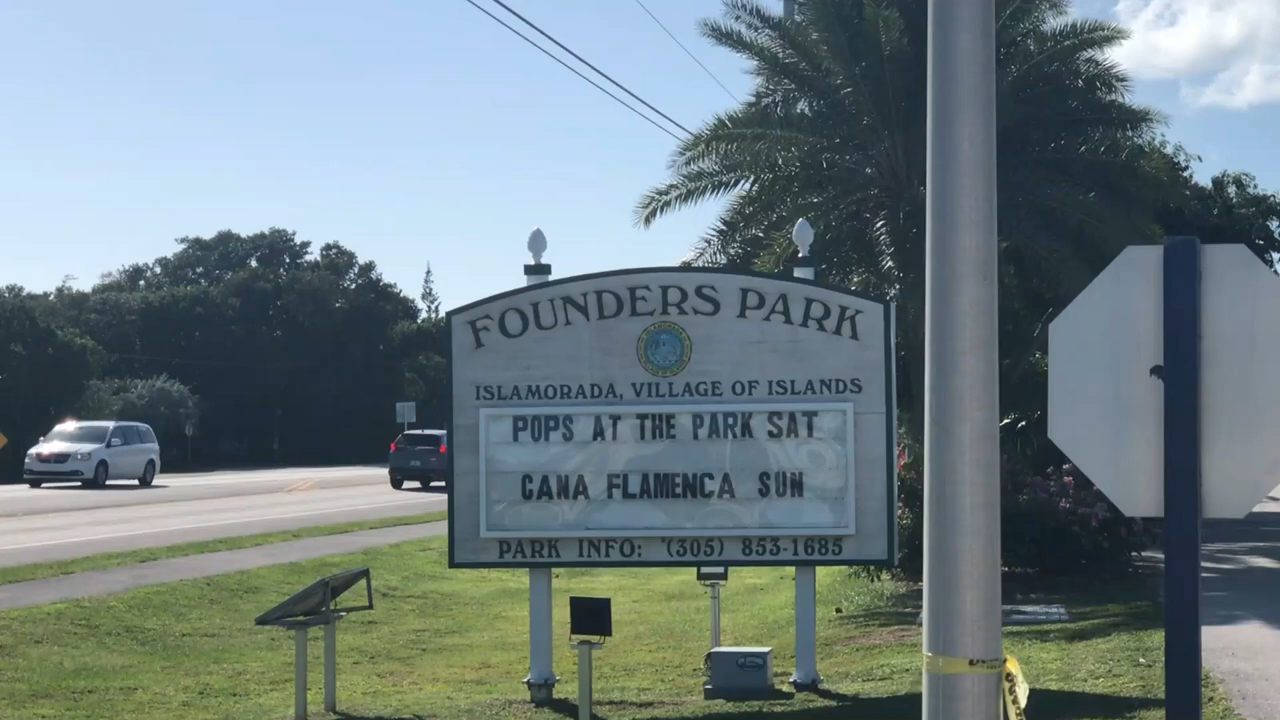 FOUNDERS PARK
ISLAMORADA, VILLAGE OF ISLANDS
POPS AT THE PARK SAT
CANA FLAMENCA SUN
PARK INFO: (305) 853-1685